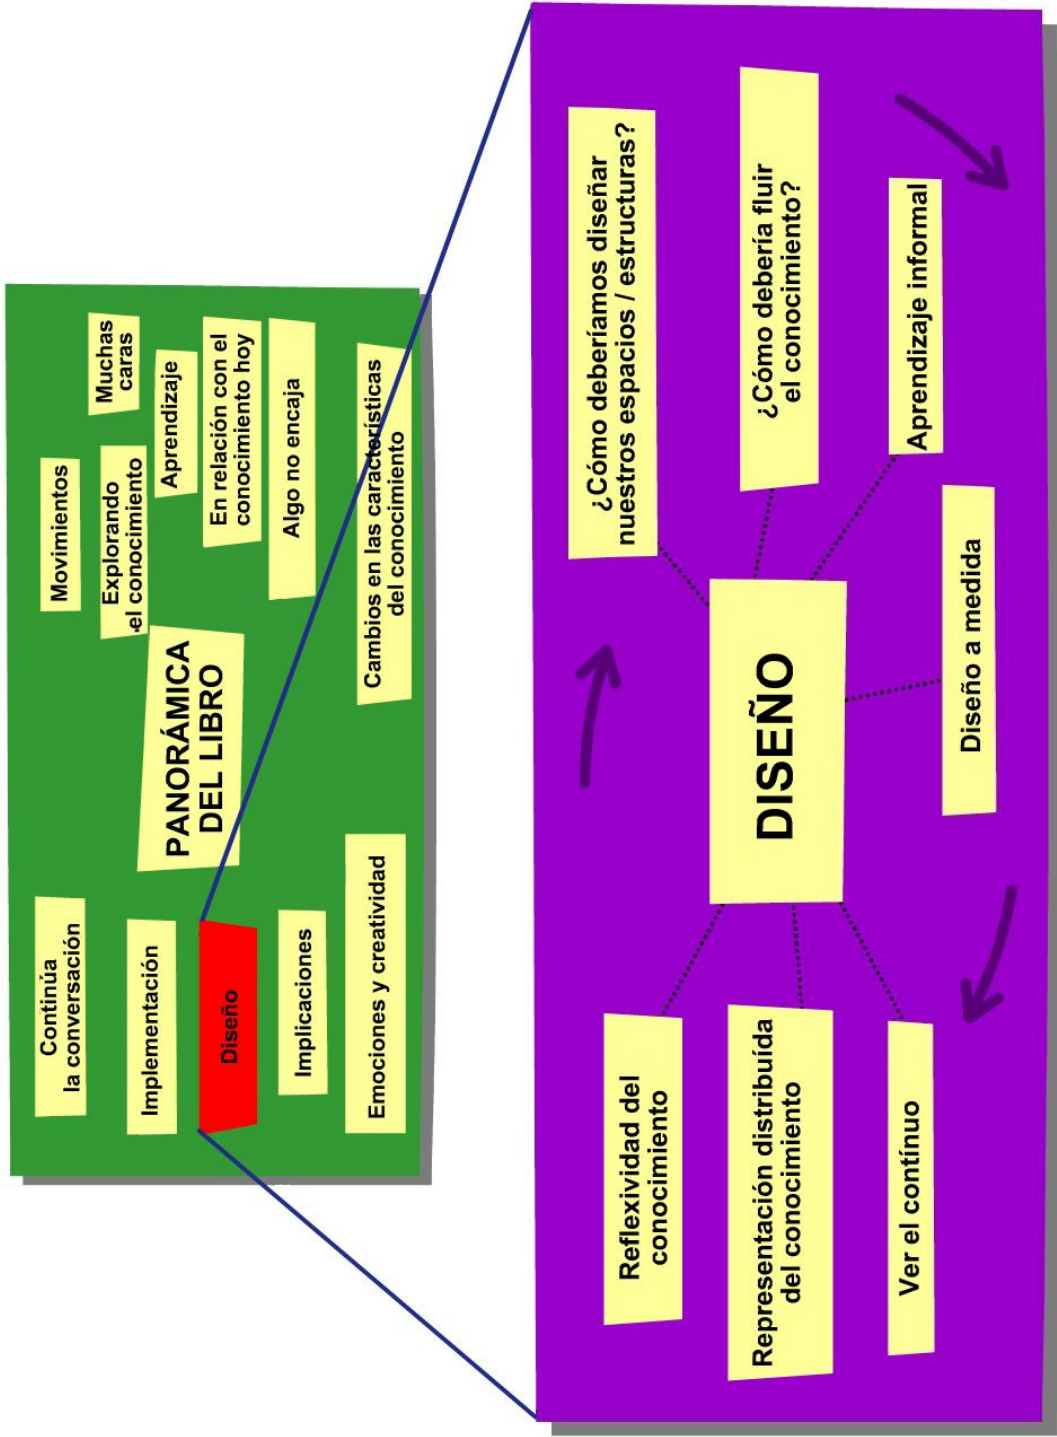 Continúa
la conversación
Implementación
Diseño
Implicaciones
Emociones y creatividad
PANORÁMICA
DEL LIBRO
Movimientos
Muchas
caras
Explorando
el conocimiento
Aprendizaje
En relación con el
conocimiento hoy
Algo no encaja
Cambios en las características
del conocimiento
DISEÑO
¿Cómo deberíamos diseñar
nuestros espacios / estructuras?
¿Cómo debería fluir
el conocimiento?
Aprendizaje informal
Diseño a medida
Ver el contínuo
Representación distribuída
del conocimiento
Reflexividad del
conocimiento